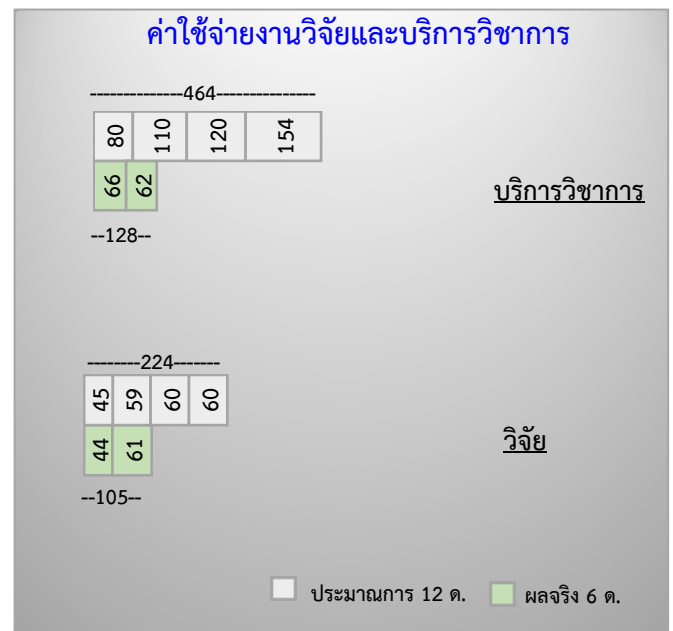 ค่าใช้จ่ายงานวิจัยและบริการวิชาการ
--------------464---------------
80 110 120 154
66 62
บริการวิชาการ
--128--
--------224-------
45 59 60 60
44 61
วิจัย
--105--
ประมาณการ 12 ด. ผลจริง 6 ด.